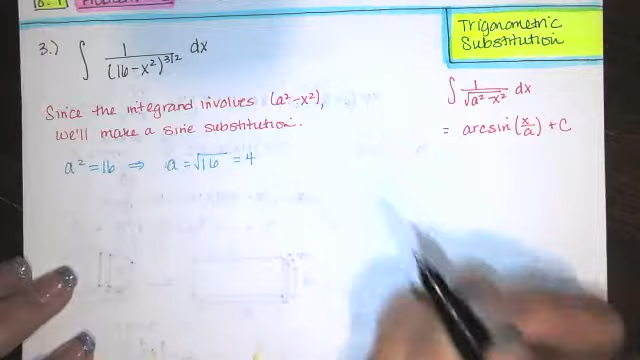 Trigonometric
Substitution
3.) ∫ 1/(16-x²)^3/2 dx
∫ 1/√a²-x² dx
= arcsin(x/a) + C
Since the integrand involves (a²-x²),
we'll make a sine substitution.
a² = 16 ⇒ a = √16 = 4